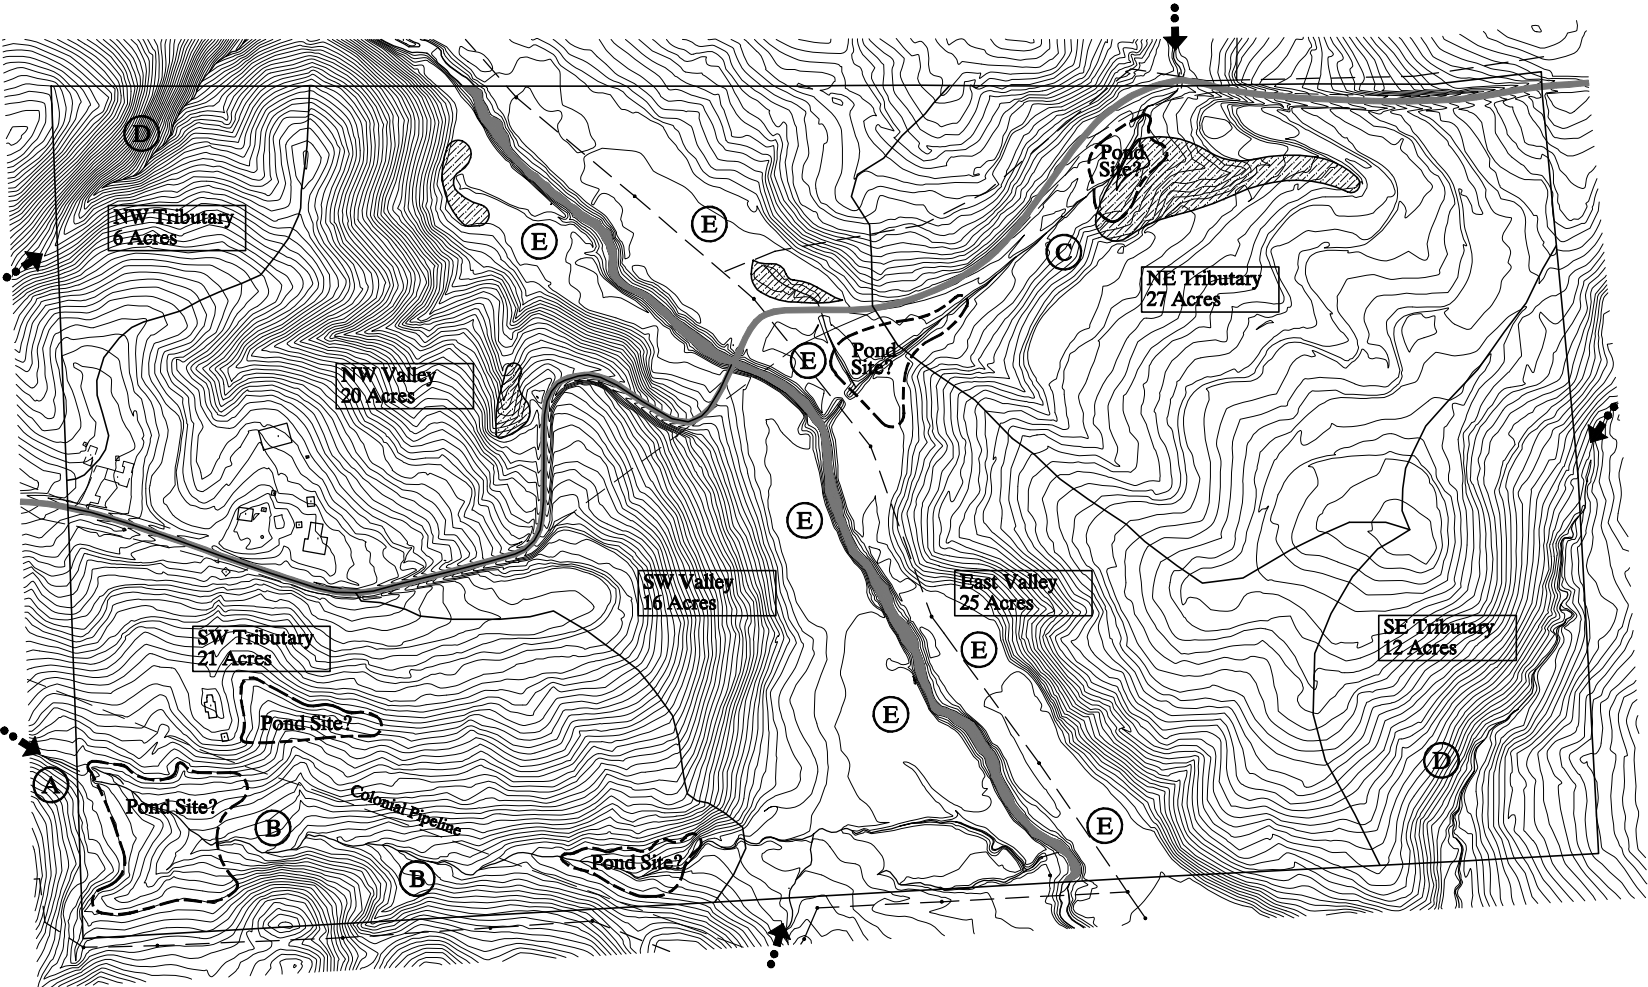 D
Pond
Site?
NW Tributary
6 Acres
E
E
C
NE Tributary
27 Acres
E
Pond
Site?
NW Valley
20 Acres
E
SW Valley
16 Acres
East Valley
25 Acres
SW Tributary
21 Acres
SE Tributary
12 Acres
E
Pond Site?
E
D
A
Pond Site?
Colonial Pipeline
B
E
Pond Site?
B